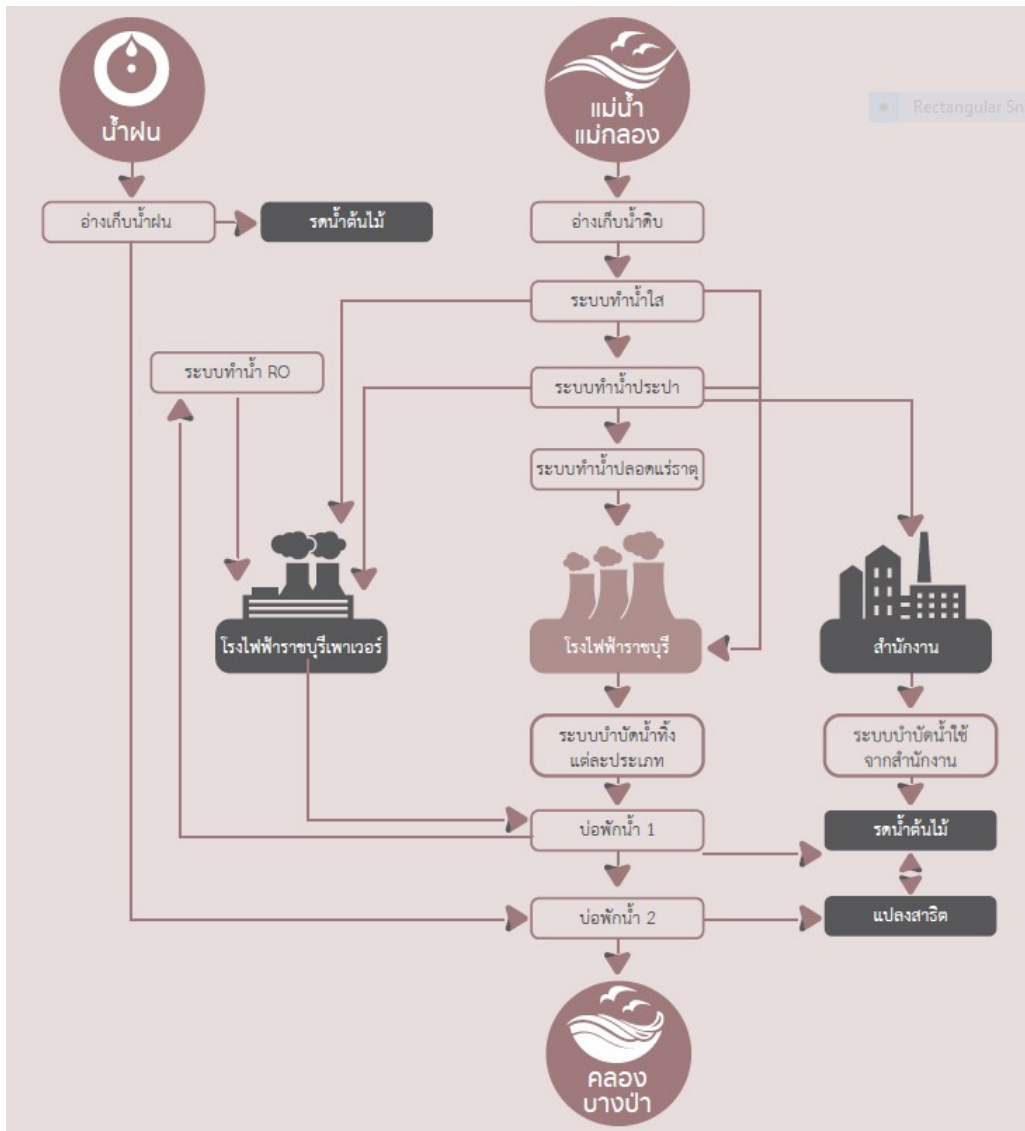 น้ำฝน
แม่น้ำ
แม่กลอง
Rectangular Sn
อ่างเก็บน้ำฝน
รดน้ำต้นไม้
อ่างเก็บน้ำดิบ
ระบบทำน้ำใส
ระบบทำน้ำ RO
ระบบทำน้ำประปา
ระบบทำน้ำปลอดแร่ธาตุ
โรงไฟฟ้าราชบุรีเพาเวอร์
โรงไฟฟ้าราชบุรี
สำนักงาน
ระบบบำบัดน้ำทิ้ง
แต่ละประเภท
ระบบบำบัดน้ำใช้
จากสำนักงาน
บ่อพักน้ำ 1
รดน้ำต้นไม้
บ่อพักน้ำ 2
แปลงสาธิต
คลอง
บางป่า